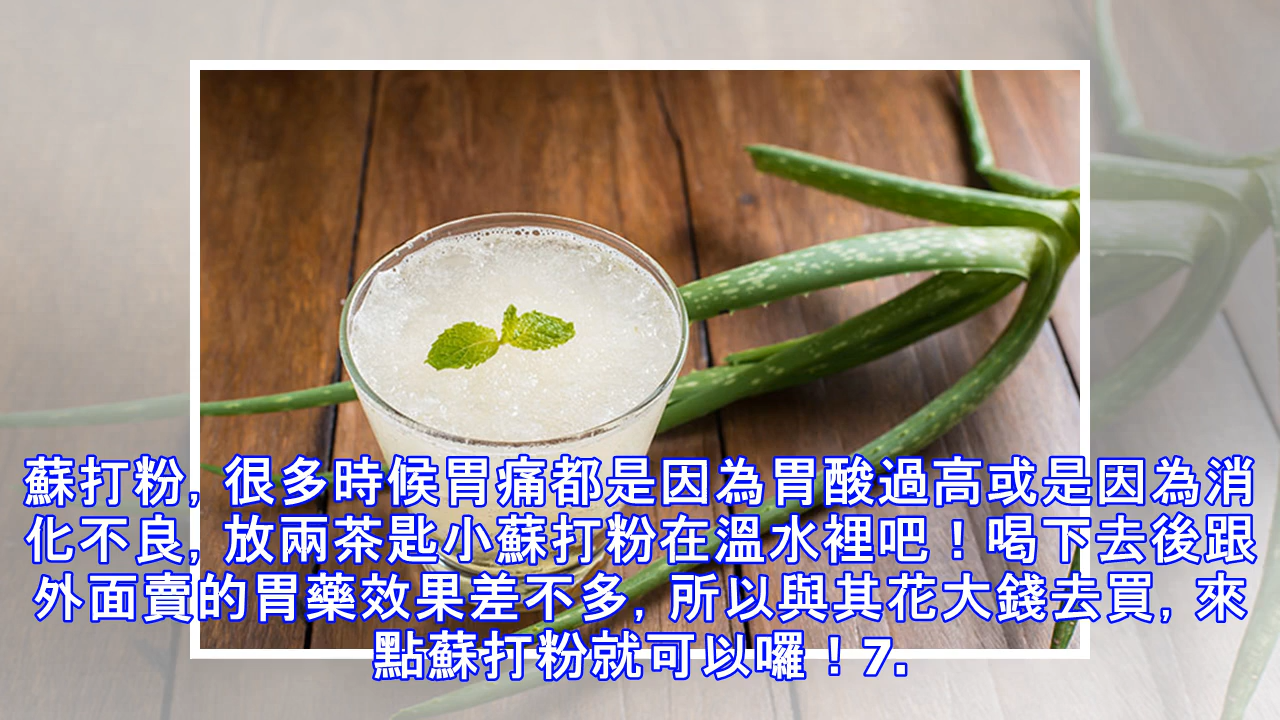 蘇打粉, 很多時候胃痛都是因為胃酸過高或是因為消
化不良, 放兩茶匙小蘇打粉在溫水裡吧！喝下去後跟
外面賣的胃藥效果差不多, 所以與其花大錢去買, 來
點蘇打粉就可以囉！7.